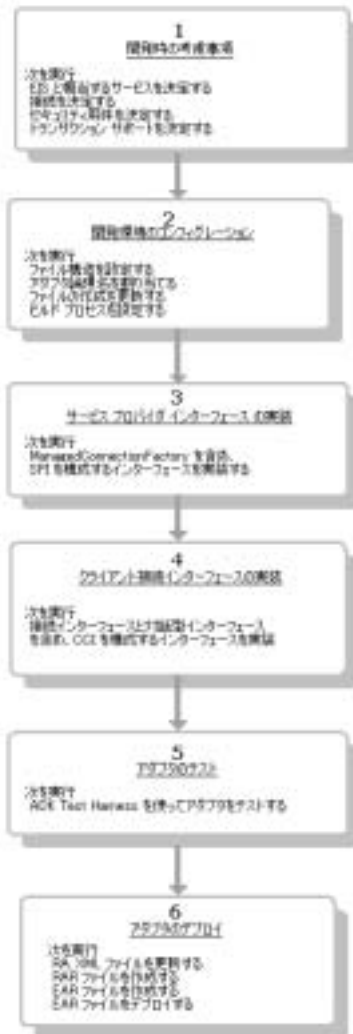 1
開発時の考慮事項
次を実行
EIS と
するサービスを決定する
接続を決定する
セキュリティ要件を決定する
トランザクション サポートを決定する
2
開発環境のコンフィグレーション
次を実行
ファイル構造を設定する
アダプタ論理名を割り当てる
ファイルの
を更新する
ビルド プロセスを設定する
3
サービス プロバイダ インターフェース の実装
次を実行
ManagedConnectionFactory を含め、
SPI を構成するインターフェースを実装する
4
クライアント接続インターフェースの実装
次を実行
接続インターフェースと対話型インターフェース
を含め、CCI を構成するインターフェースを実装
5
アダプタのテスト
次を実行
ADK Test Harness を使ってアダプタをテストする
6
アダプタのデプロイ
次を実行
RA XML ファイルを更新する
RAR ファイルを作成する
EAR ファイルを作成する
EAR ファイルをデプロイする